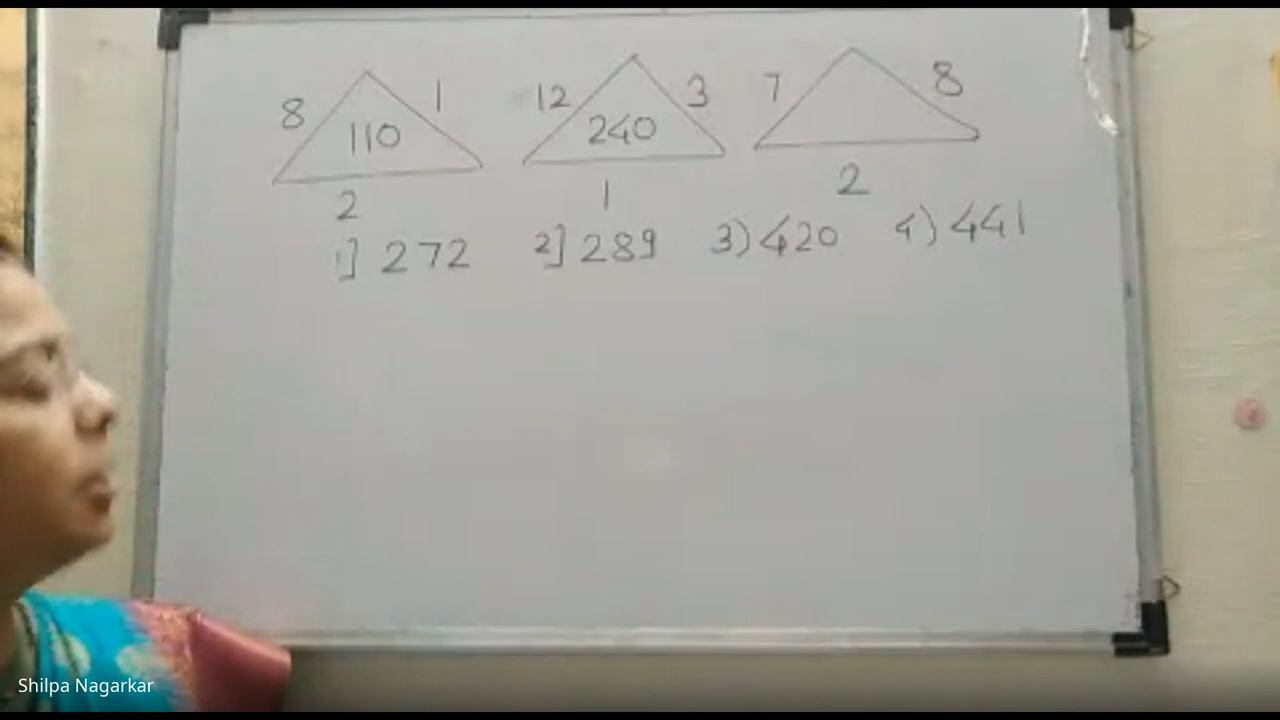 8 1 12 3 7 8
110 240
2 1 2
1] 272 2] 289 3) 420 4) 441
Shilpa Nagarkar